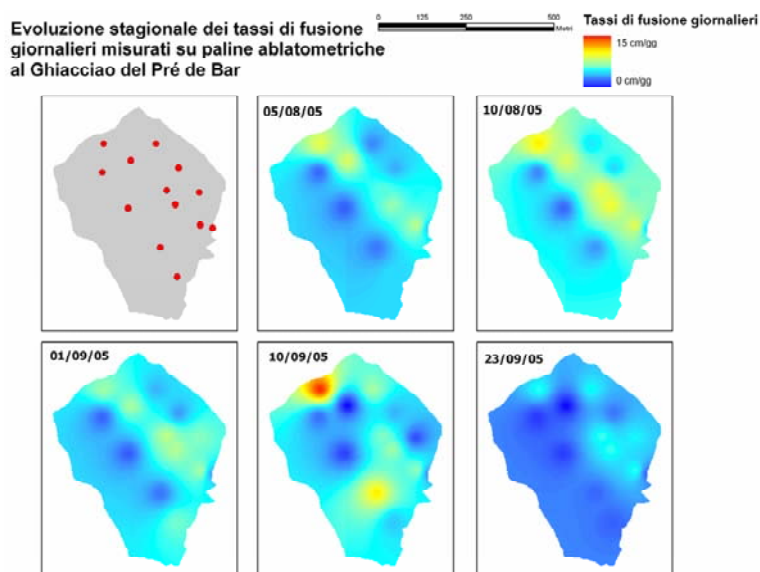 Evoluzione stagionale dei tassi di fusione
giornalieri misurati su paline ablatometriche
al Ghiacciao del Pré de Bar
0 125 250 500
Metri
Tassi di fusione giornalieri
15 cm/gg
0 cm/gg
05/08/05
10/08/05
01/09/05
10/09/05
23/09/05